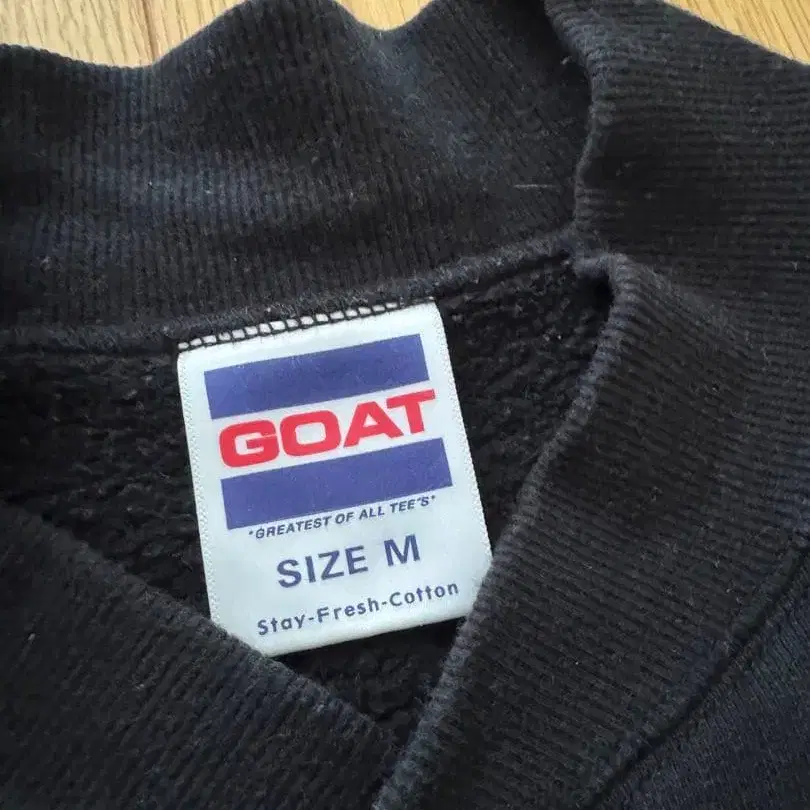 GOAT
"GREATEST OF ALL TEE'S"
SIZE M
Stay-Fresh-Cotton